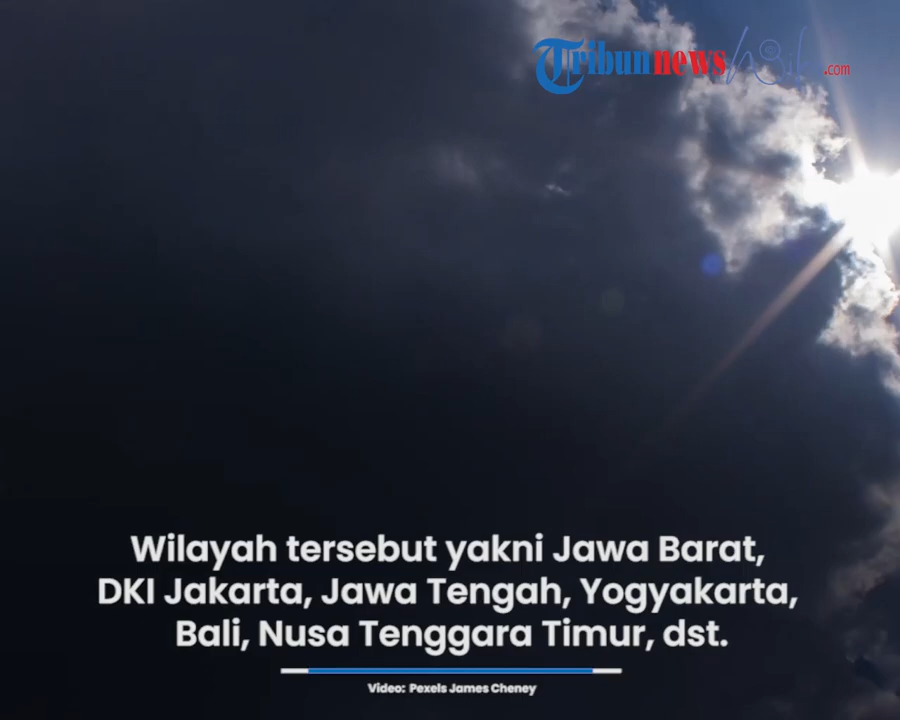 Tribunnews .com
Wilayah tersebut yakni Jawa Barat,
DKI Jakarta, Jawa Tengah, Yogyakarta,
Bali, Nusa Tenggara Timur, dst.
Video: Pexels James Cheney